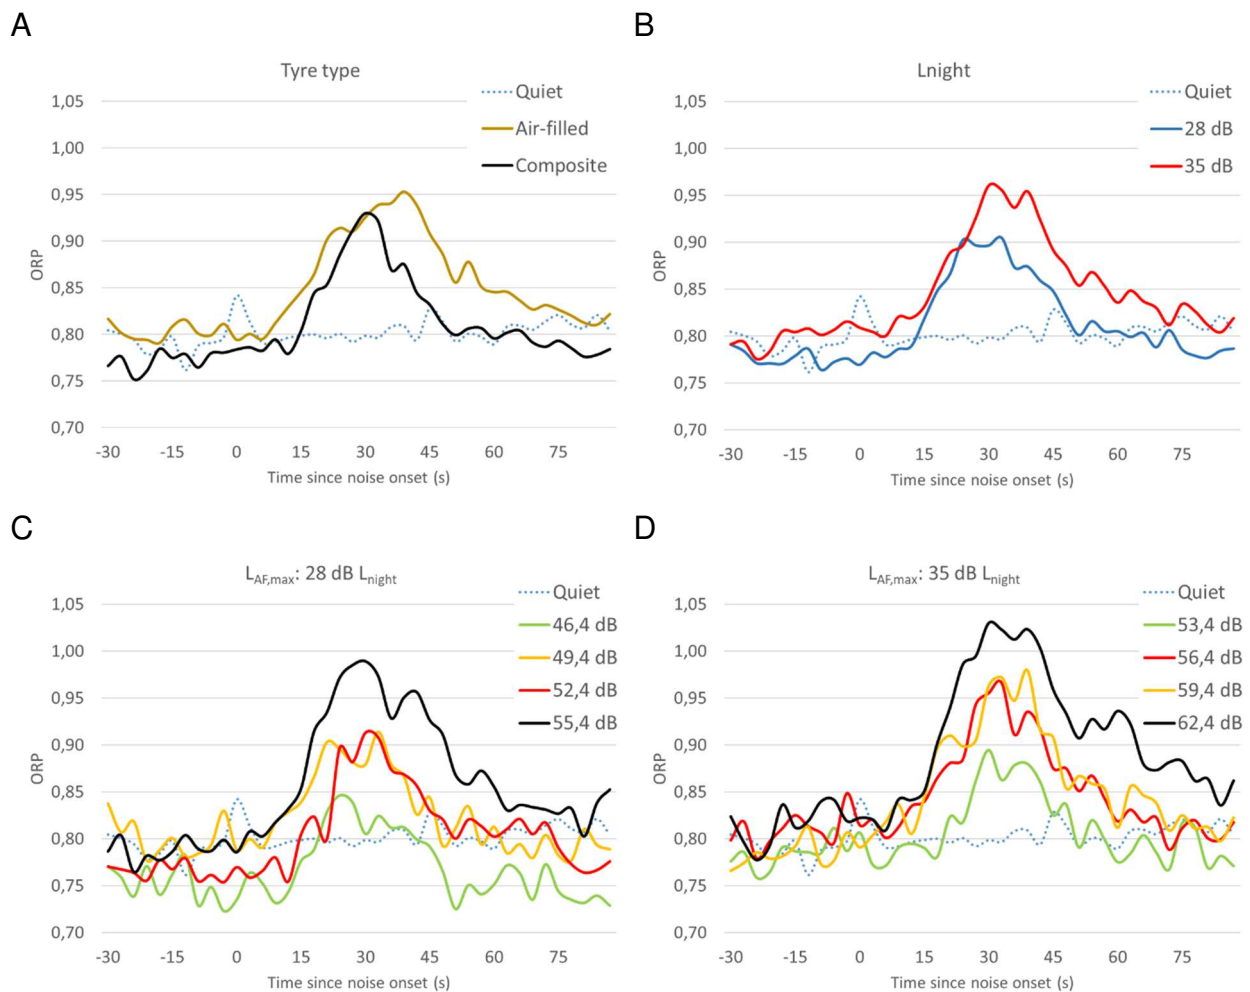 A
Tyre type
Quiet
Air-filled
Composite
1,05
1,00
0,95
0,90
0,85
0,80
0,75
0,70
ORP
-30 -15 0 15 30 45 60 75
Time since noise onset (s)
B
Lnight
Quiet
28 dB
35 dB
1,05
1,00
0,95
0,90
0,85
0,80
0,75
0,70
ORP
-30 -15 0 15 30 45 60 75
Time since noise onset (s)
C
LAF,max: 28 dB Lnight
Quiet
46,4 dB
49,4 dB
52,4 dB
55,4 dB
1,05
1,00
0,95
0,90
0,85
0,80
0,75
0,70
ORP
-30 -15 0 15 30 45 60 75
Time since noise onset (s)
D
LAF,max: 35 dB Lnight
Quiet
53,4 dB
56,4 dB
59,4 dB
62,4 dB
1,05
1,00
0,95
0,90
0,85
0,80
0,75
0,70
ORP
-30 -15 0 15 30 45 60 75
Time since noise onset (s)